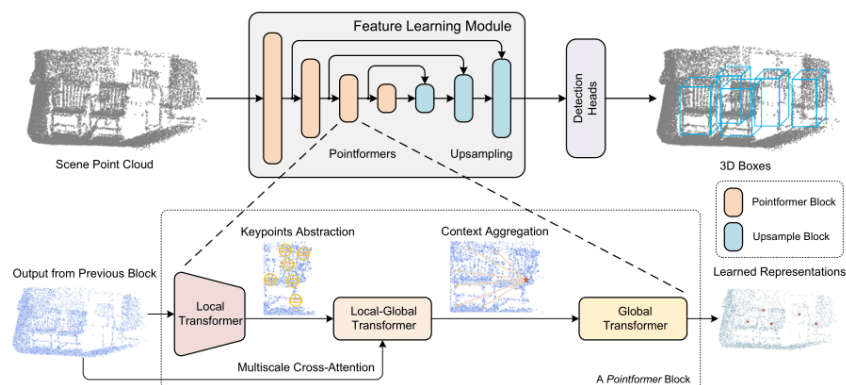 Feature Learning Module
Scene Point Cloud
Pointformers
Upsampling
Detection
Heads
3D Boxes
Pointformer Block
Upsample Block
Keypoints Abstraction
Context Aggregation
Output from Previous Block
Learned Representations
Local
Transformer
Local-Global
Transformer
Global
Transformer
Multiscale Cross-Attention
A Pointformer Block